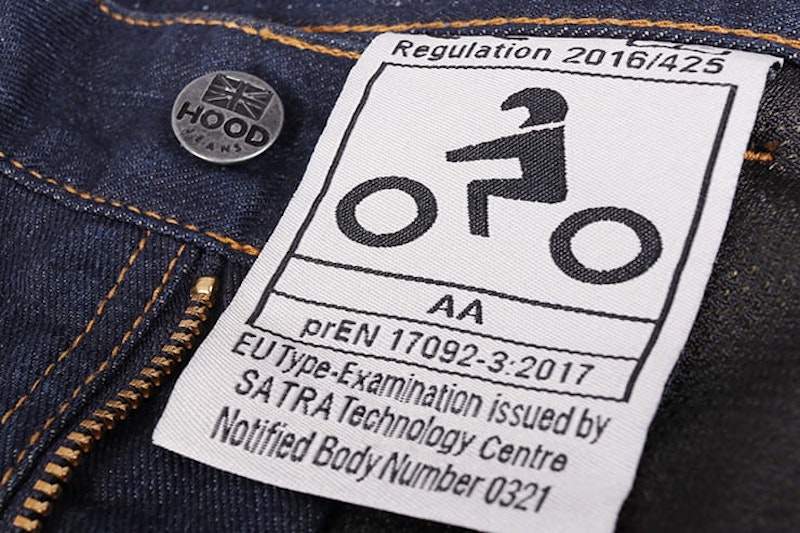 HOOD
JEANS
Regulation 2016/425
AA
prEN 17092-3:2017
EU Type-Examination issued by
SATRA Technology Centre
Notified Body Number 0321